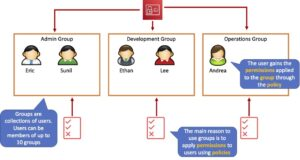 Admin Group
Development Group
Operations Group
Eric
Sunil
Ethan
Lee
Andrea
The user gains the
permissions applied
to the group through
the policy
Groups are
collections of users.
Users can be
members of up to
10 groups
The main reason to
use groups is to
apply permissions to
users using policies